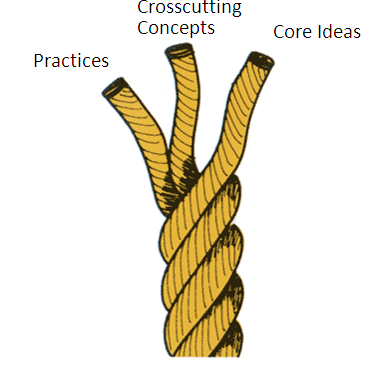 Crosscutting
Concepts
Core Ideas
Practices